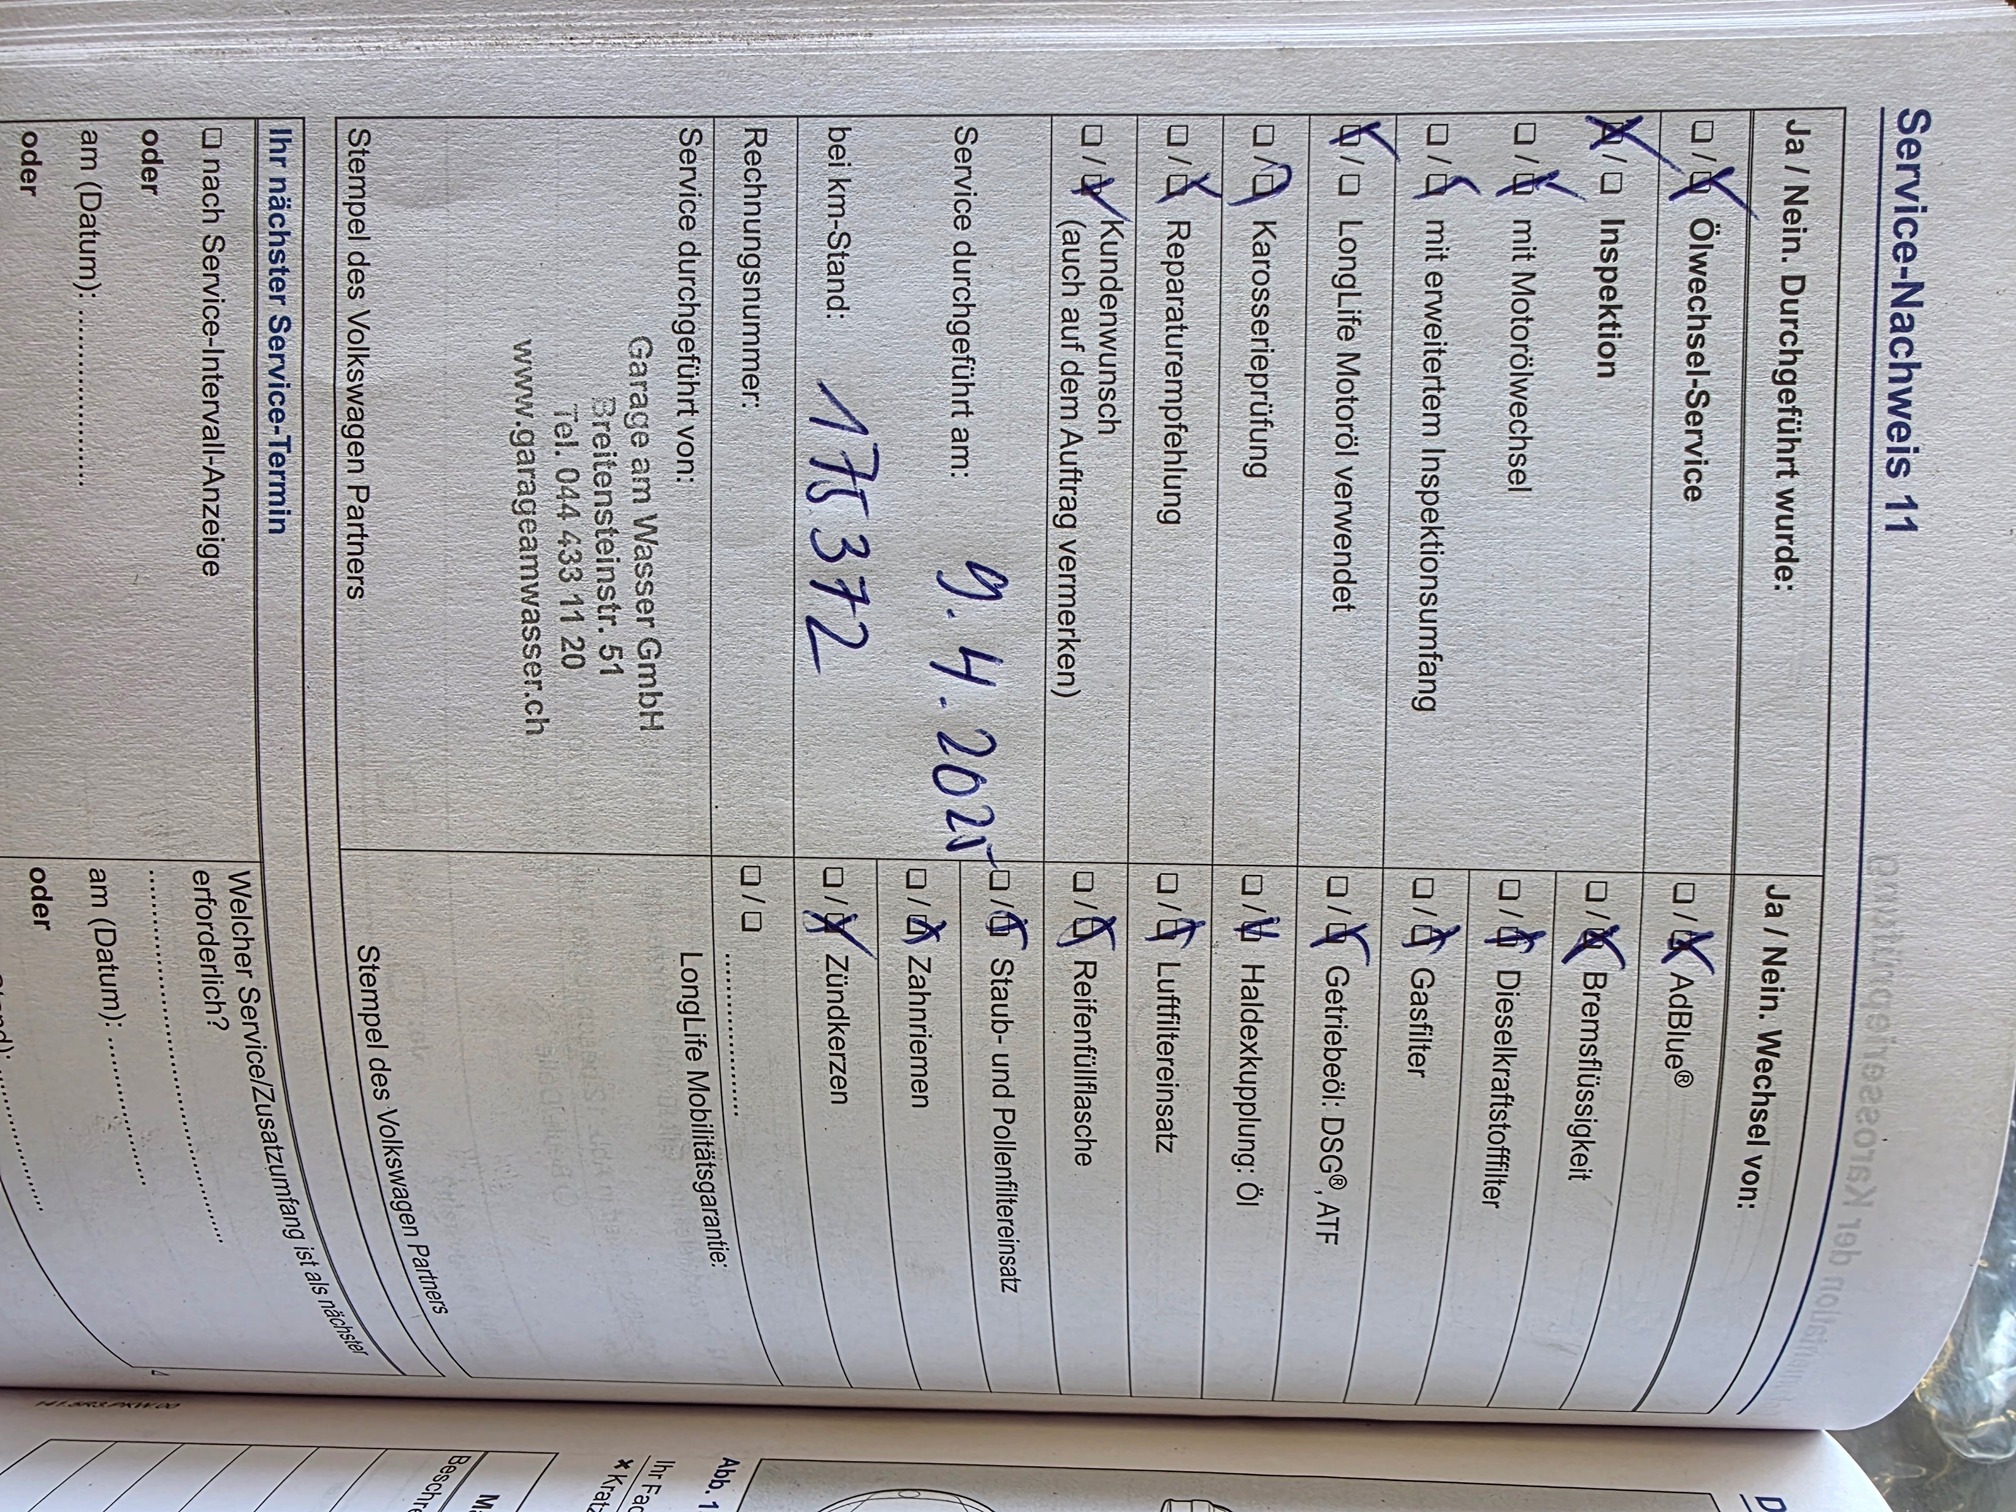 Service-Nachweis 11
Ja / Nein. Durchgeführt wurde:
☐ / ☒ Ölwechsel-Service
☒ / ☐ Inspektion
☐ / ☒ mit Motorölwechsel
☐ / ☒ mit erweitertem Inspektionsumfang
☒ / ☐ LongLife Motoröl verwendet
☐ / ☒ Karosserieprüfung
☐ / ☒ Reparaturempfehlung
☐ / ☒ Kundenwunsch
(auch auf dem Auftrag vermerken)
Service durchgeführt am:
9. 4. 2025
bei km-Stand: 175 372
Rechnungsnummer:
Service durchgeführt von:
Garage am Wasser GmbH
Breitensteinstr. 51
Tel. 044 433 11 20
www.garageamwasser.ch
Stempel des Volkswagen Partners
Ja / Nein. Wechsel von:
☐ / ☒ AdBlue®
☐ / ☒ Bremsflüssigkeit
☐ / ☒ Dieselkraftstofffilter
☐ / ☒ Gasfilter
☐ / ☒ Getriebeöl: DSG®, ATF
☐ / ☒ Haldexkupplung: Öl
☐ / ☒ Luftfiltereinsatz
☐ / ☒ Reifenfüllflasche
☐ / ☒ Staub- und Pollenfiltereinsatz
☐ / ☒ Zahnriemen
☐ / ☒ Zündkerzen
☐ / ☐ ....................
LongLife Mobilitätsgarantie:
Stempel des Volkswagen Partners
Ihr nächster Service-Termin
☐ nach Service-Intervall-Anzeige
oder
am (Datum): ....................
oder
Welcher Service/Zusatzumfang ist als nächster
erforderlich?
........................................
am (Datum): ....................
oder
Abb. 1